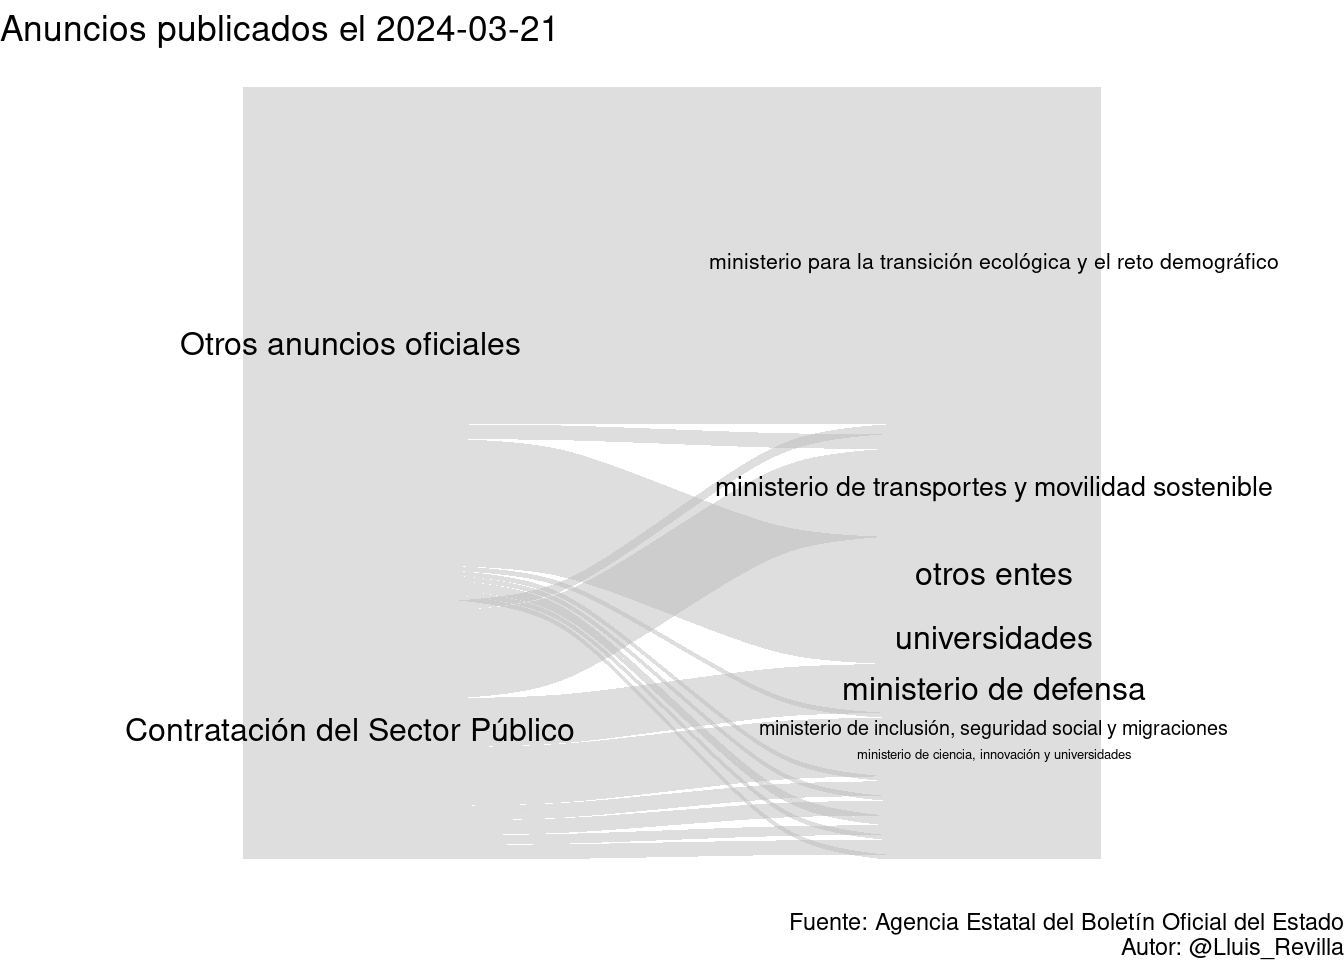 Anuncios publicados el 2024-03-21
ministerio para la transición ecológica y el reto demográfico
Otros anuncios oficiales
ministerio de transportes y movilidad sostenible
otros entes
universidades
ministerio de defensa
Contratación del Sector Público
ministerio de inclusión, seguridad social y migraciones
ministerio de ciencia, innovación y universidades
Fuente: Agencia Estatal del Boletín Oficial del Estado
Autor: @Lluis_Revilla